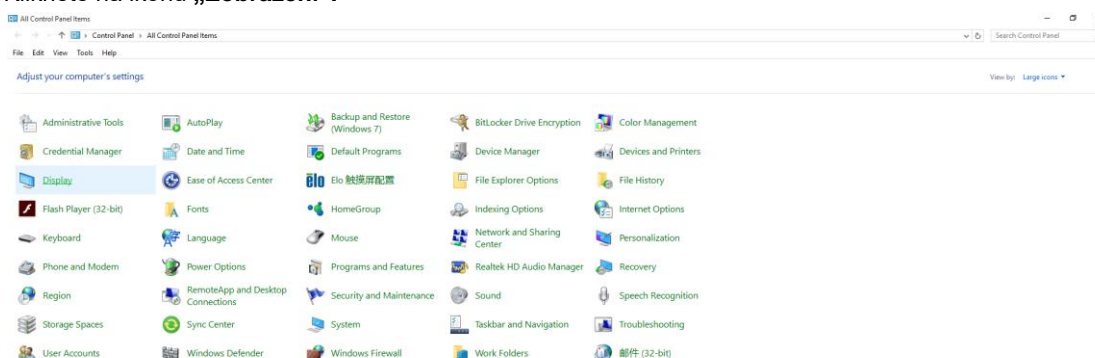 Klikněte na ikonu „Zobrazení“.
All Control Panel Items
Control Panel > All Control Panel Items
Search Control Panel
File Edit View Tools Help
Adjust your computer's settings
View by: Large icons
Administrative Tools
AutoPlay
Backup and Restore
(Windows 7)
BitLocker Drive Encryption
Color Management
Credential Manager
Date and Time
Default Programs
Device Manager
Devices and Printers
Display
Ease of Access Center
elo
Elo 触摸屏配置
File Explorer Options
File History
Flash Player (32-bit)
Fonts
HomeGroup
Indexing Options
Internet Options
Keyboard
Language
Mouse
Network and Sharing
Center
Personalization
Phone and Modem
Power Options
Programs and Features
Realtek HD Audio Manager
Recovery
Region
RemoteApp and Desktop
Connections
Security and Maintenance
Sound
Speech Recognition
Storage Spaces
Sync Center
System
Taskbar and Navigation
Troubleshooting
User Accounts
Windows Defender
Windows Firewall
Work Folders
邮件 (32-bit)